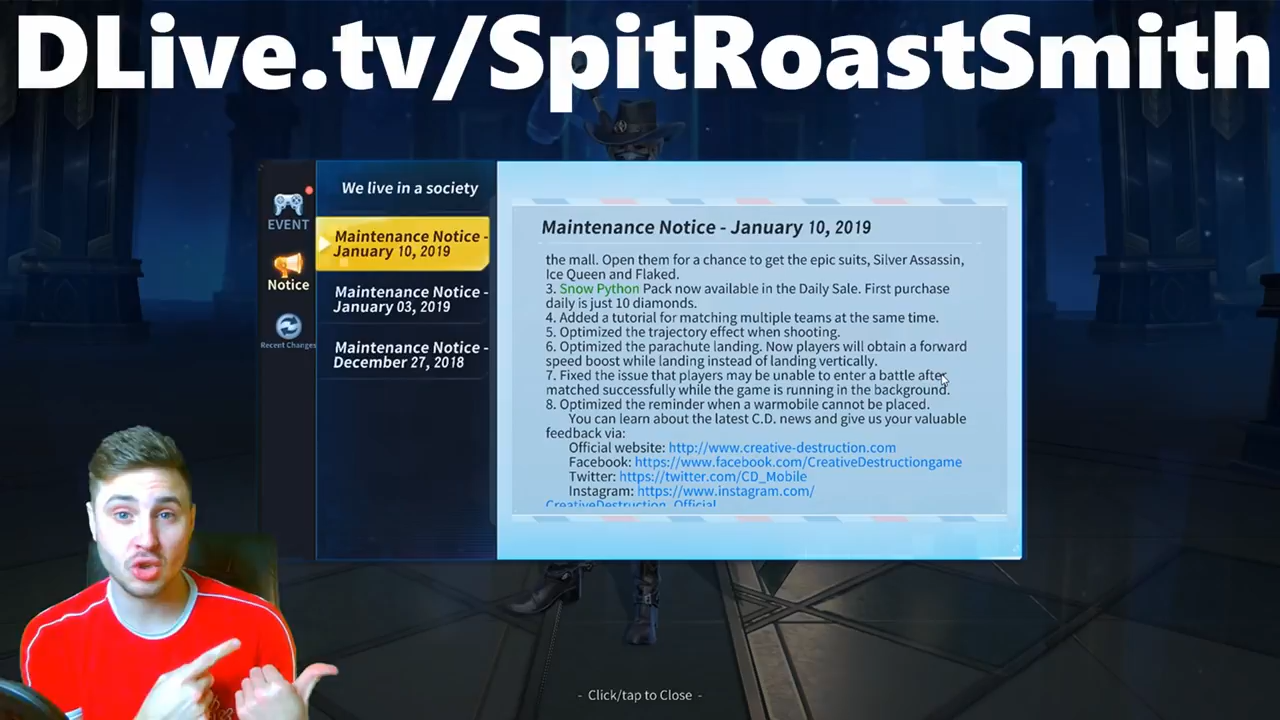 DLive.tv/SpitRoastSmith
EVENT
Notice
Recent Changes
We live in a society
Maintenance Notice -
January 10, 2019
Maintenance Notice -
January 03, 2019
Maintenance Notice -
December 27, 2018
Maintenance Notice - January 10, 2019
the mall. Open them for a chance to get the epic suits, Silver Assassin,
Ice Queen and Flaked.
3. Snow Python Pack now available in the Daily Sale. First purchase
daily is just 10 diamonds.
4. Added a tutorial for matching multiple teams at the same time.
5. Optimized the trajectory effect when shooting.
6. Optimized the parachute landing. Now players will obtain a forward
speed boost while landing instead of landing vertically.
7. Fixed the issue that players may be unable to enter a battle after
matched successfully while the game is running in the background.
8. Optimized the reminder when a warmobile cannot be placed.
You can learn about the latest C.D. news and give us your valuable
feedback via:
Official website: http://www.creative-destruction.com
Facebook: https://www.facebook.com/CreativeDestructiongame
Twitter: https://twitter.com/CD_Mobile
Instagram: https://www.instagram.com/
CreativeDestruction_Official
- Click/tap to Close -